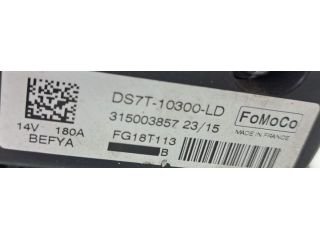 DS7T-10300-LD
315003857 23/15
FoMoCo
MADE IN FRANCE
14V- 180A
BEFYA
FG18T113
B